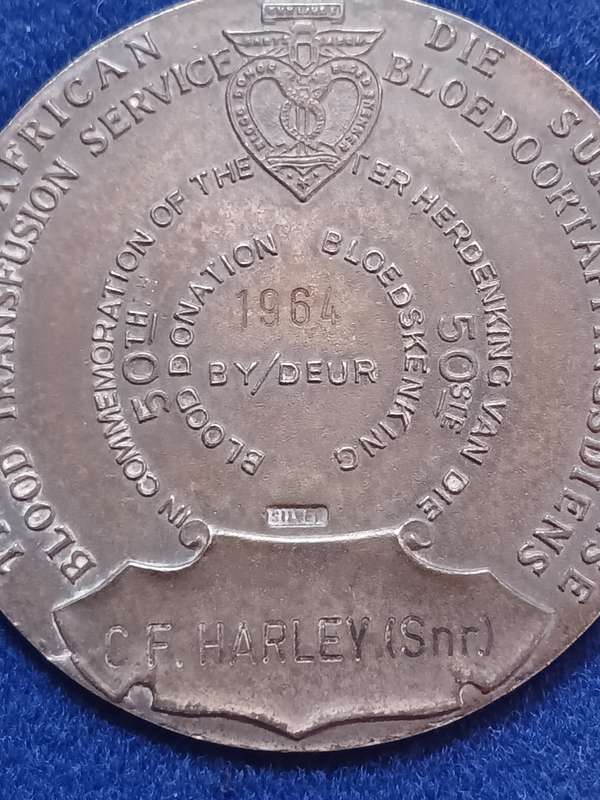 AFRICAN
BLOOD TRANSFUSION SERVICE
DIE
BLOEDOORTAPPINGSDIENS
IN COMMEMORATION OF THE
50TH
BLOOD DONATION
TER HERDENKING VAN DIE
50STE
BLOEDSKENKING
1964
BY/DEUR
C.F. HARLEY.(Snr.)